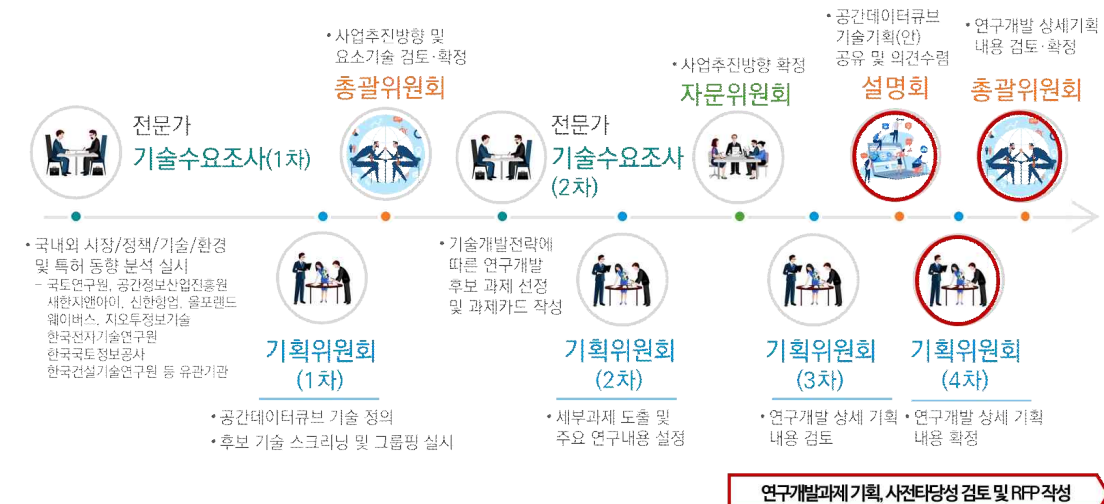 • 사업추진방향 및
요소기술 검토·확정
총괄위원회
• 사업추진방향 확정
자문위원회
• 공간데이터큐브
기술기획(안)
공유 및 의견수렴
설명회
• 연구개발 상세기획
내용 검토·확정
총괄위원회
전문가
기술수요조사(1차)
전문가
기술수요조사
(2차)
• 국내외 시장/정책/기술/환경
및 특허 동향 분석 실시
– 국토연구원, 공간정보산업진흥원
새한지앤아이, 신한항업, 올포랜드
웨이버스, 지오투정보기술
한국전자기술연구원
한국국토정보공사
한국건설기술연구원 등 유관기관
• 기술개발전략에
따른 연구개발
후보 과제 선정
및 과제카드 작성
기획위원회
(1차)
• 공간데이터큐브 기술 정의
• 후보 기술 스크리닝 및 그룹핑 실시
기획위원회
(2차)
• 세부과제 도출 및
주요 연구내용 설정
기획위원회
(3차)
• 연구개발 상세 기획
내용 검토
기획위원회
(4차)
• 연구개발 상세 기획
내용 확정
연구개발과제 기획, 사전타당성 검토 및 RFP 작성